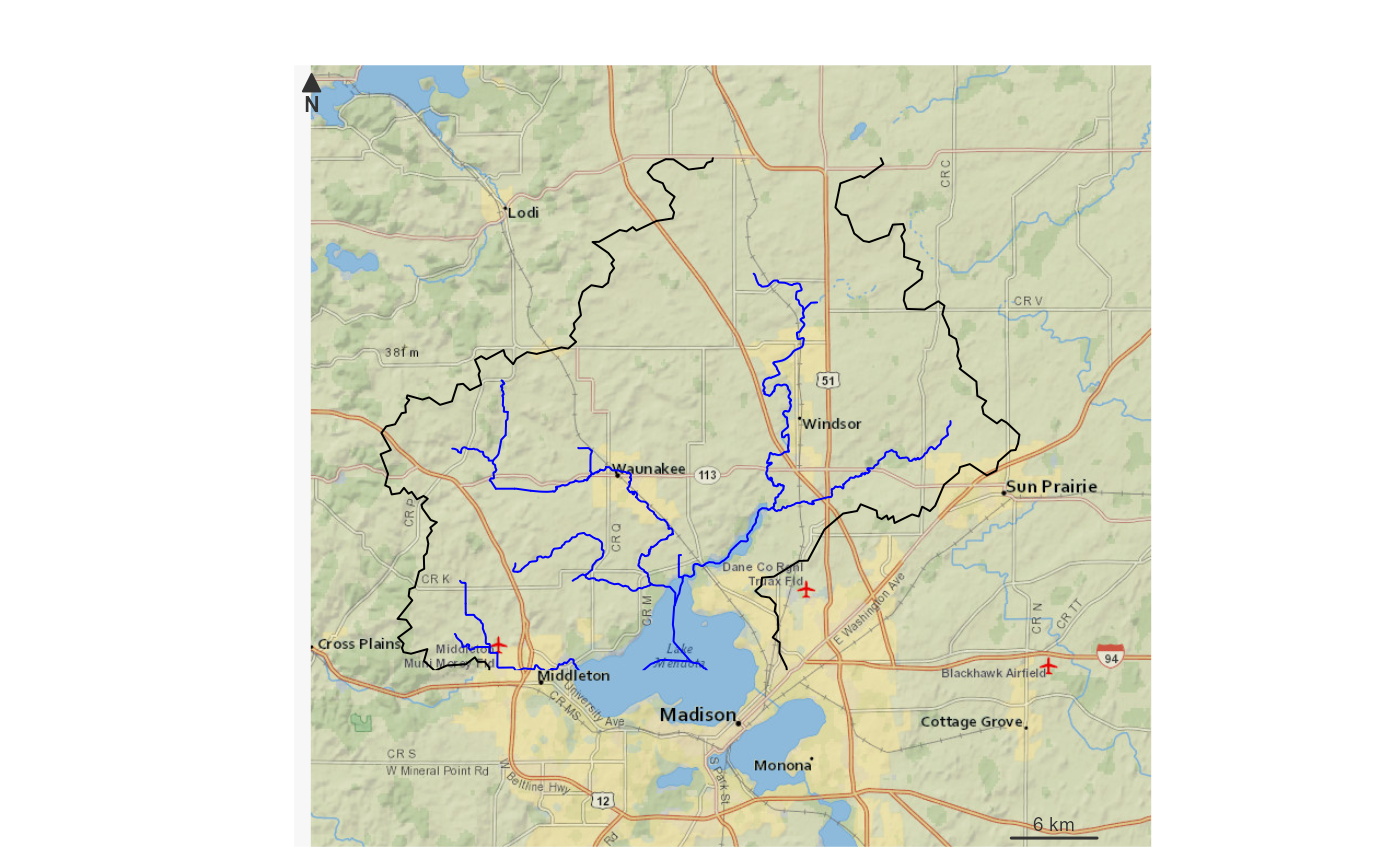 N
CR C
Lodi
CR V
381 m
51
Windsor
Waunakee
113
Sun Prairie
CR P
CR Q
Dane Co Rgnl
Truax Fld
CR K
CR M
E Washington Ave
CR N
CR TT
Cross Plains
Middleton
Muni Morey Fld
Lake
Mendota
94
Blackhawk Airfield
Middleton
University Ave
CR MS
Madison
Cottage Grove
CR S
W Mineral Point Rd
Monona
W Beltline Hwy
S Park St
12
6 km
Rd